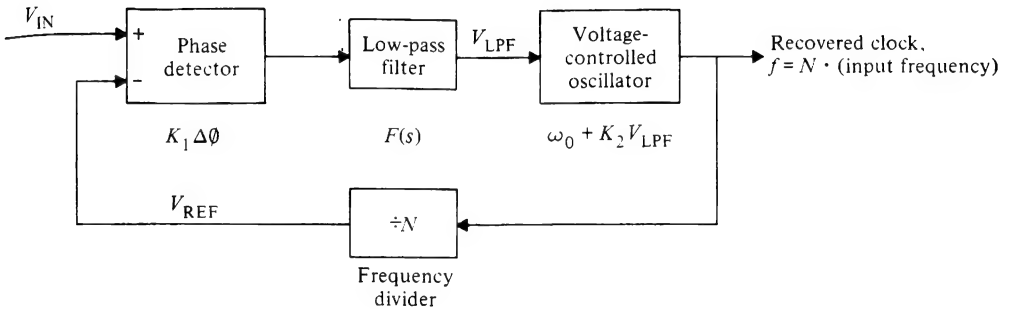 V_IN
+
−
Phase
detector
Low-pass
filter
V_LPF
Voltage-
controlled
oscillator
Recovered clock,
f = N · (input frequency)
K_1 Δ∅
F(s)
ω_0 + K_2 V_LPF
V_REF
÷N
Frequency
divider